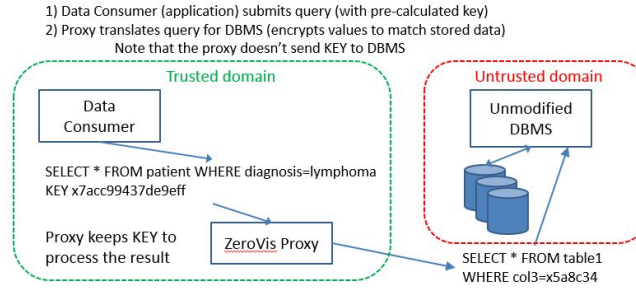 1) Data Consumer (application) submits query (with pre-calculated key)
2) Proxy translates query for DBMS (encrypts values to match stored data)
Note that the proxy doesn't send KEY to DBMS
Trusted domain
Untrusted domain
Data
Consumer
Unmodified
DBMS
SELECT * FROM patient WHERE diagnosis=lymphoma
KEY x7acc99437de9eff
Proxy keeps KEY to
process the result
ZeroVis Proxy
SELECT * FROM table1
WHERE col3=x5a8c34